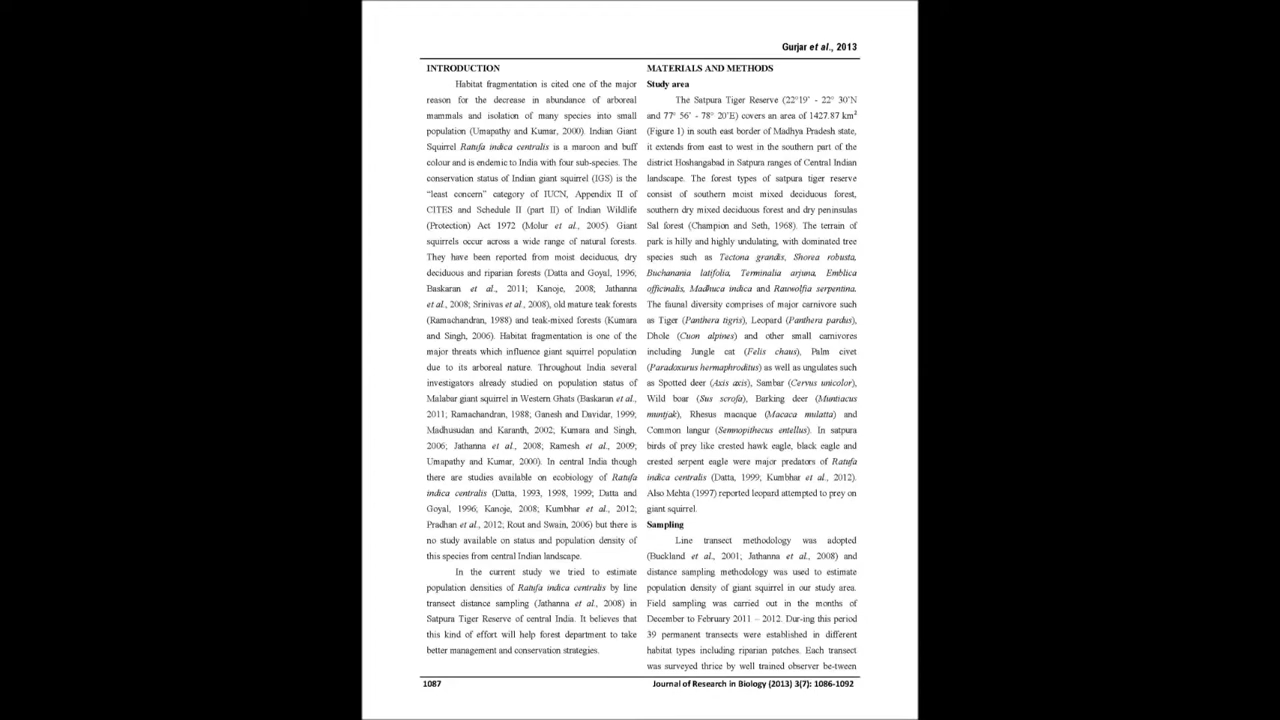 Gurjar et al., 2013
INTRODUCTION
Habitat fragmentation is cited one of the major
reason for the decrease in abundance of arboreal
mammals and isolation of many species into small
population (Umapathy and Kumar, 2000). Indian Giant
Squirrel Ratufa indica centralis is a maroon and buff
colour and is endemic to India with four sub-species. The
conservation status of Indian giant squirrel (IGS) is the
“least concern” category of IUCN, Appendix II of
CITES and Schedule II (part II) of Indian Wildlife
(Protection) Act 1972 (Molur et al., 2005). Giant
squirrels occur across a wide range of natural forests.
They have been reported from moist deciduous, dry
deciduous and riparian forests (Datta and Goyal, 1996;
Baskaran et al., 2011; Kanoje, 2008; Jathanna
et al., 2008; Srinivas et al., 2008), old mature teak forests
(Ramachandran, 1988) and teak-mixed forests (Kumara
and Singh, 2006). Habitat fragmentation is one of the
major threats which influence giant squirrel population
due to its arboreal nature. Throughout India several
investigators already studied on population status of
Malabar giant squirrel in Western Ghats (Baskaran et al.,
2011; Ramachandran, 1988; Ganesh and Davidar, 1999;
Madhusudan and Karanth, 2002; Kumara and Singh,
2006; Jathanna et al., 2008; Ramesh et al., 2009;
Umapathy and Kumar, 2000). In central India though
there are studies available on ecobiology of Ratufa
indica centralis (Datta, 1993, 1998, 1999; Datta and
Goyal, 1996; Kanoje, 2008; Kumbhar et al., 2012;
Pradhan et al., 2012; Rout and Swain, 2006) but there is
no study available on status and population density of
this species from central Indian landscape.
In the current study we tried to estimate
population densities of Ratufa indica centralis by line
transect distance sampling (Jathanna et al., 2008) in
Satpura Tiger Reserve of central India. It believes that
this kind of effort will help forest department to take
better management and conservation strategies.
MATERIALS AND METHODS
Study area
The Satpura Tiger Reserve (22°19’ - 22° 30’N
and 77° 56’ - 78° 20’E) covers an area of 1427.87 km²
(Figure 1) in south east border of Madhya Pradesh state,
it extends from east to west in the southern part of the
district Hoshangabad in Satpura ranges of Central Indian
landscape. The forest types of satpura tiger reserve
consist of southern moist mixed deciduous forest,
southern dry mixed deciduous forest and dry peninsulas
Sal forest (Champion and Seth, 1968). The terrain of
park is hilly and highly undulating, with dominated tree
species such as Tectona grandis, Shorea robusta,
Buchanania latifolia, Terminalia arjuna, Emblica
officinalis, Madhuca indica and Rauwolfia serpentina.
The faunal diversity comprises of major carnivore such
as Tiger (Panthera tigris), Leopard (Panthera pardus),
Dhole (Cuon alpines) and other small carnivores
including Jungle cat (Felis chaus), Palm civet
(Paradoxurus hermaphroditus) as well as ungulates such
as Spotted deer (Axis axis), Sambar (Cervus unicolor),
Wild boar (Sus scrofa), Barking deer (Muntiacus
muntjak), Rhesus macaque (Macaca mulatta) and
Common langur (Semnopithecus entellus). In satpura
birds of prey like crested hawk eagle, black eagle and
crested serpent eagle were major predators of Ratufa
indica centralis (Datta, 1999; Kumbhar et al., 2012).
Also Mehta (1997) reported leopard attempted to prey on
giant squirrel.
Sampling
Line transect methodology was adopted
(Buckland et al., 2001; Jathanna et al., 2008) and
distance sampling methodology was used to estimate
population density of giant squirrel in our study area.
Field sampling was carried out in the months of
December to February 2011 – 2012. Dur-ing this period
39 permanent transects were established in different
habitat types including riparian patches. Each transect
was surveyed thrice by well trained observer be-tween
1087
Journal of Research in Biology (2013) 3(7): 1086-1092